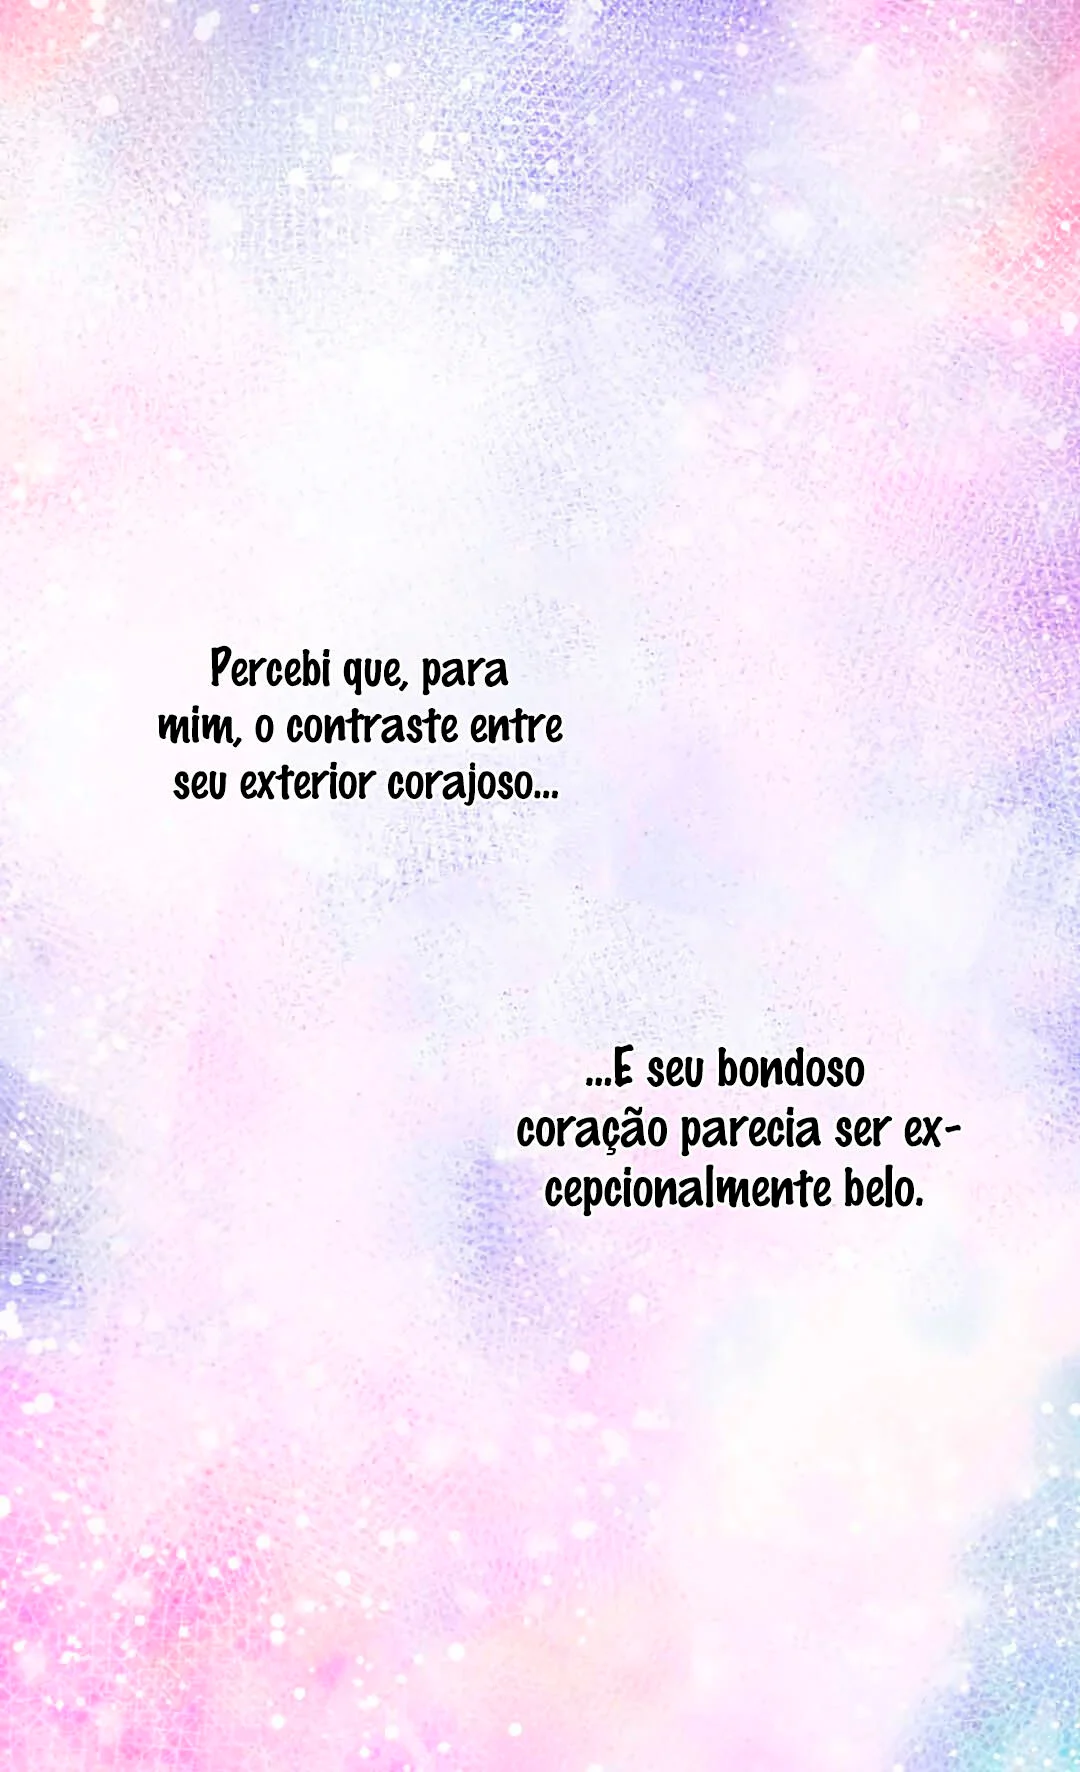 Percebi que, para
mim, o contraste entre
seu exterior corajoso...
...E seu bondoso
coração parecia ser ex-
cepcionalmente belo.